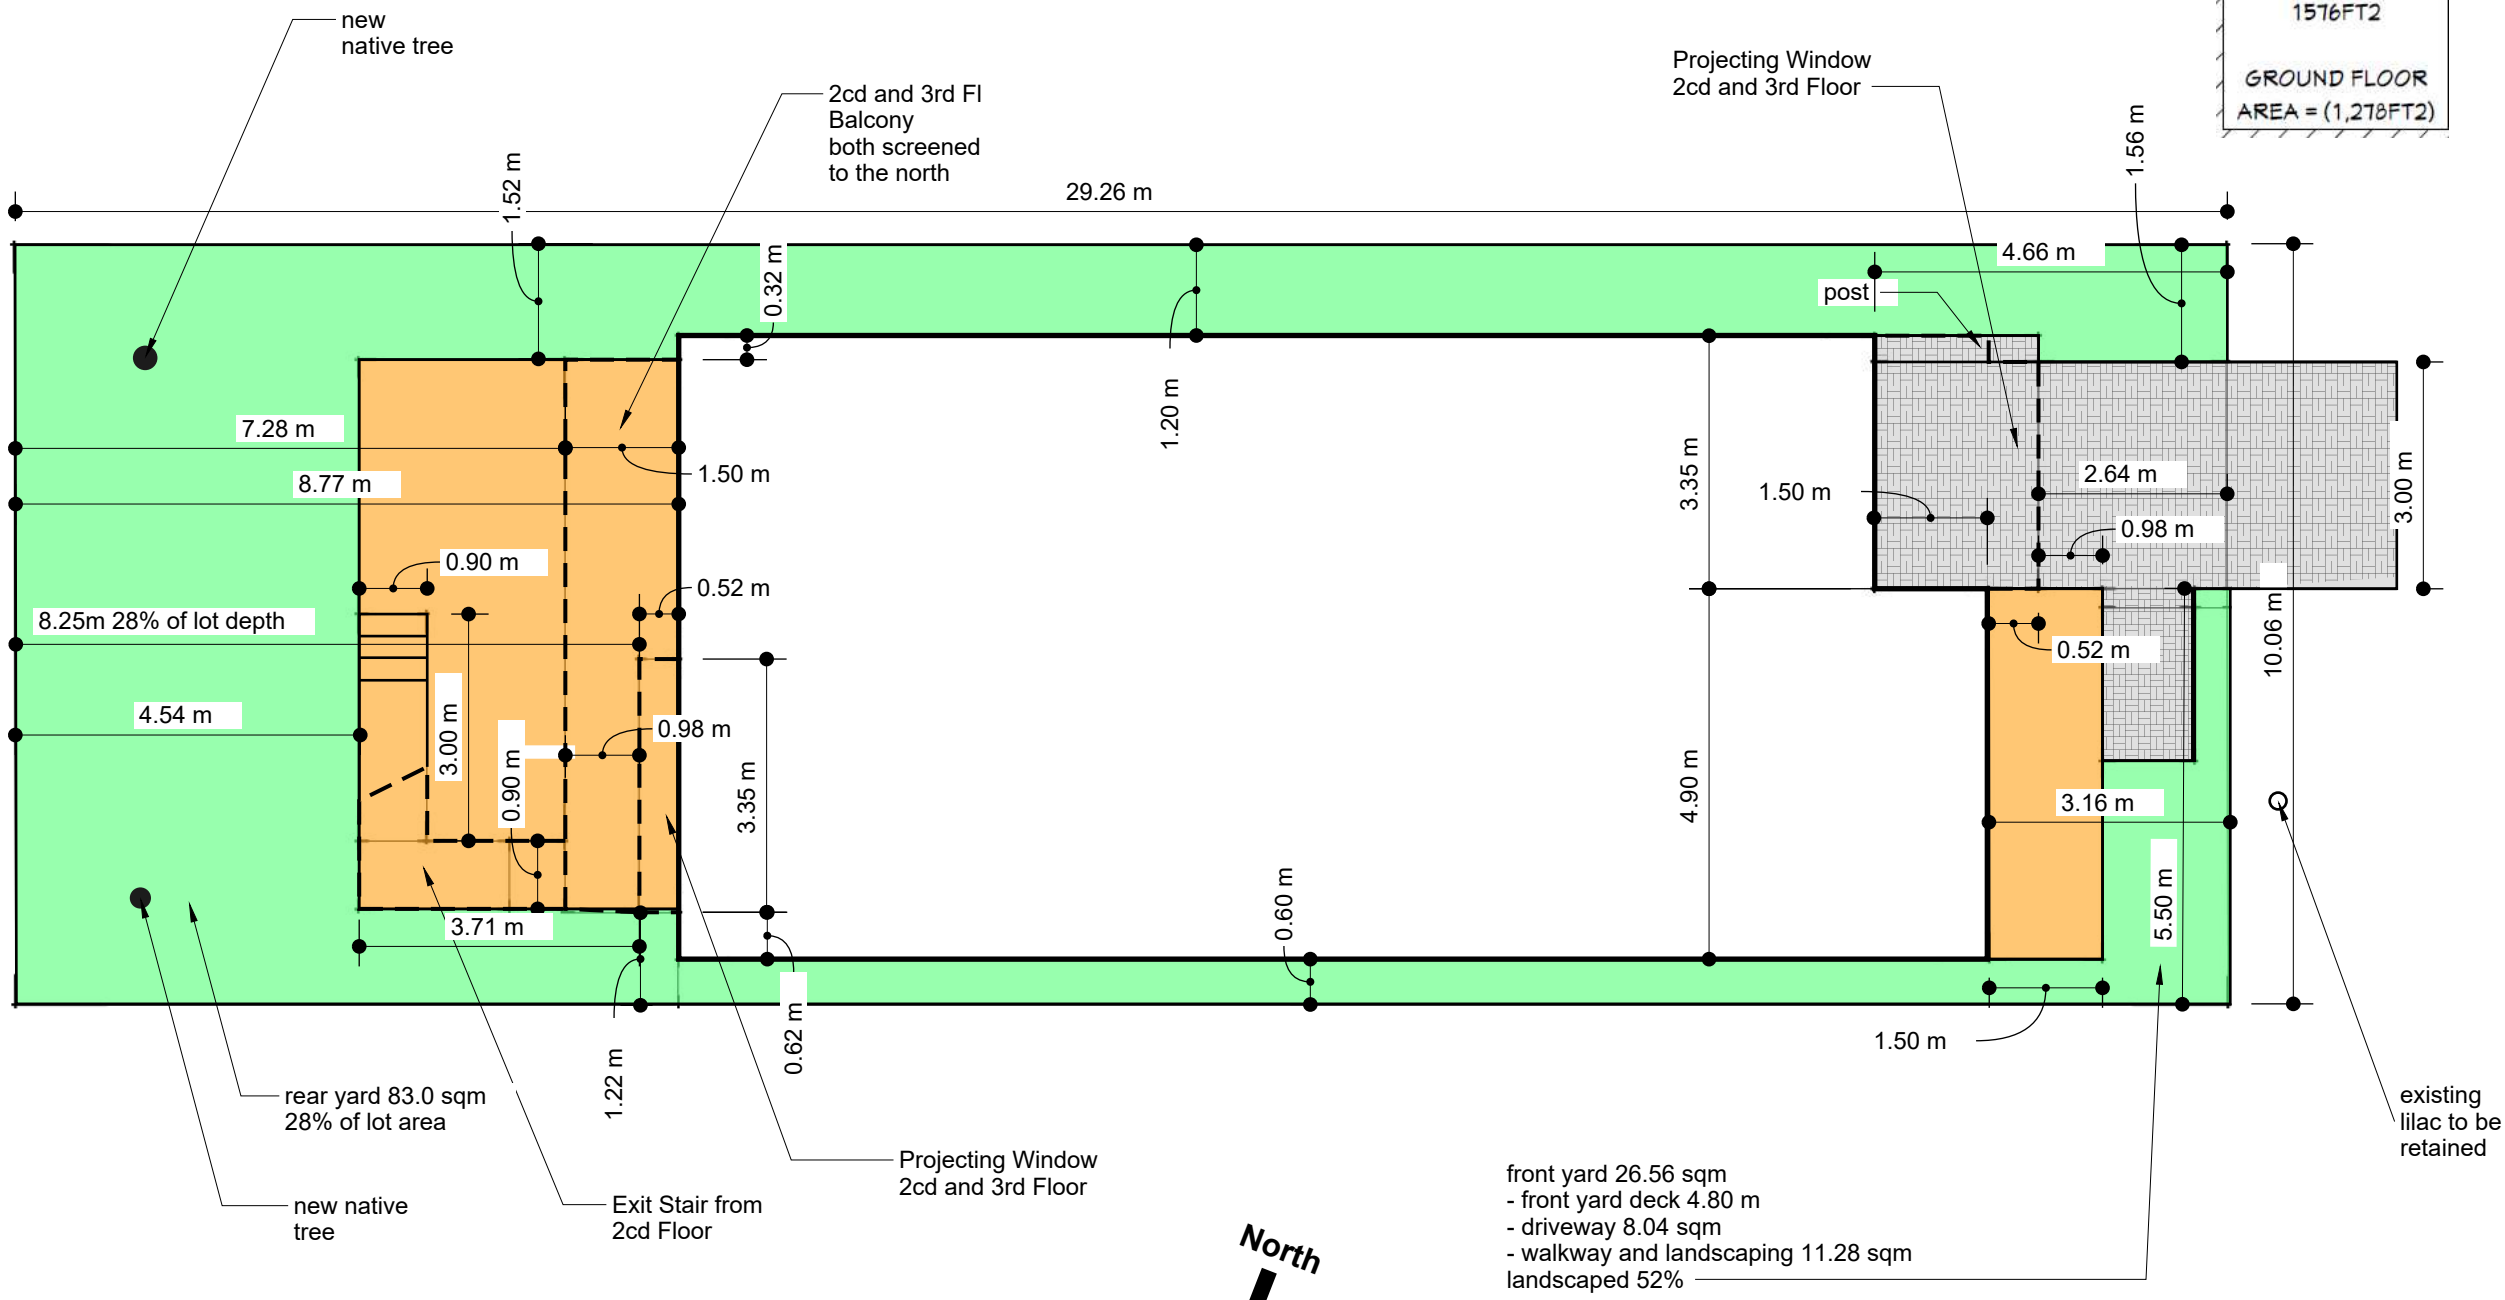 new
native tree
2cd and 3rd Fl
Balcony
both screened
to the north
Projecting Window
2cd and 3rd Floor
1576FT2
GROUND FLOOR
AREA = (1,278FT2)
1.52 m
29.26 m
1.56 m
0.32 m
4.66 m
post
1.20 m
7.28 m
1.50 m
8.77 m
3.35 m
1.50 m
2.64 m
3.00 m
0.98 m
0.90 m
0.52 m
8.25m 28% of lot depth
10.06 m
0.52 m
4.54 m
3.00 m
0.90 m
0.98 m
3.35 m
4.90 m
3.16 m
5.50 m
0.60 m
3.71 m
0.62 m
1.22 m
1.50 m
rear yard 83.0 sqm
28% of lot area
existing
lilac to be
retained
Projecting Window
2cd and 3rd Floor
new native
tree
Exit Stair from
2cd Floor
North
front yard 26.56 sqm
- front yard deck 4.80 m
- driveway 8.04 sqm
- walkway and landscaping 11.28 sqm
landscaped 52%